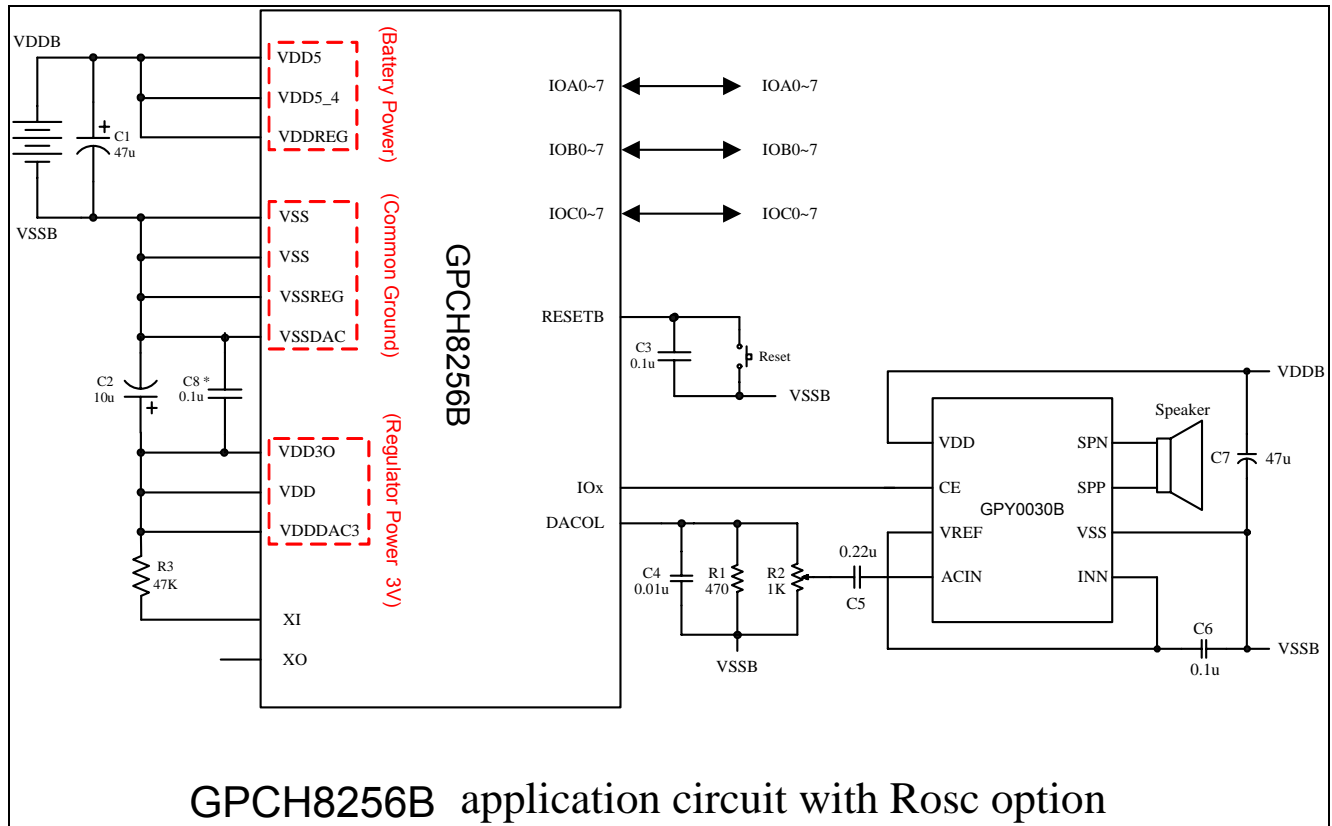 VDDB
C1
47u
VSSB
VDD5
VDD5_4
VDDREG
(Battery Power)
VSS
VSS
VSSREG
VSSDAC
(Common Ground)
C2
10u
C8 *
0.1u
VDD3O
VDD
VDDDAC3
(Regulator Power 3V)
R3
47K
XI
XO
GPCH8256B
IOA0~7
IOA0~7
IOB0~7
IOB0~7
IOC0~7
IOC0~7
RESETB
C3
0.1u
Reset
VSSB
IOx
DACOL
C4
0.01u
R1
470
R2
1K
VSSB
0.22u
C5
VDD
CE
VREF
ACIN
GPY0030B
SPN
SPP
VSS
INN
Speaker
VDDB
C7
47u
C6
0.1u
VSSB
GPCH8256B application circuit with Rosc option